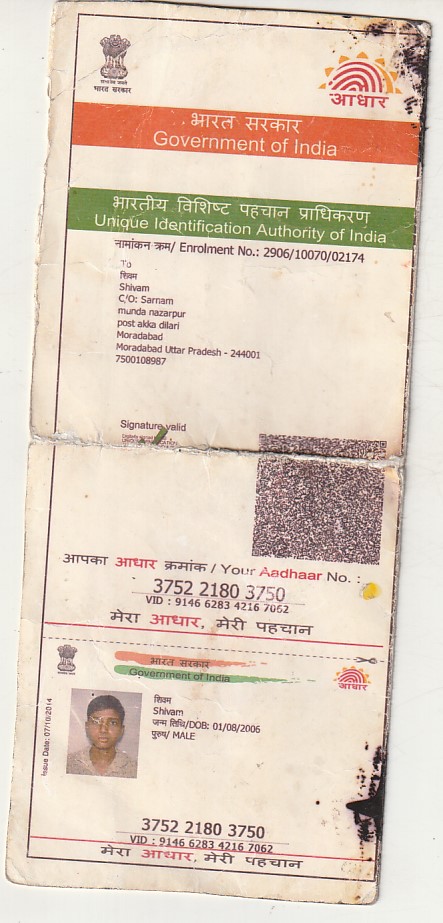 सत्यमेव जयते
भारत सरकार
आधार
भारत सरकार
Government of India
भारतीय विशिष्ट पहचान प्राधिकरण
Unique Identification Authority of India
नामांकन क्रम/ Enrolment No.: 2906/10070/02174
To
शिवम
Shivam
C/O: Sarnam
munda nazarpur
post akka dilari
Moradabad
Moradabad Uttar Pradesh - 244001
7500108987
Signature valid
आपका आधार क्रमांक / Your Aadhaar No. :
3752 2180 3750
VID : 9146 6283 4216 7062
मेरा आधार, मेरी पहचान
भारत सरकार
Government of India
आधार
Issue Date: 07/10/2014
शिवम
Shivam
जन्म तिथि/DOB: 01/08/2006
पुरुष/ MALE
3752 2180 3750
VID : 9146 6283 4216 7062
मेरा आधार, मेरी पहचान